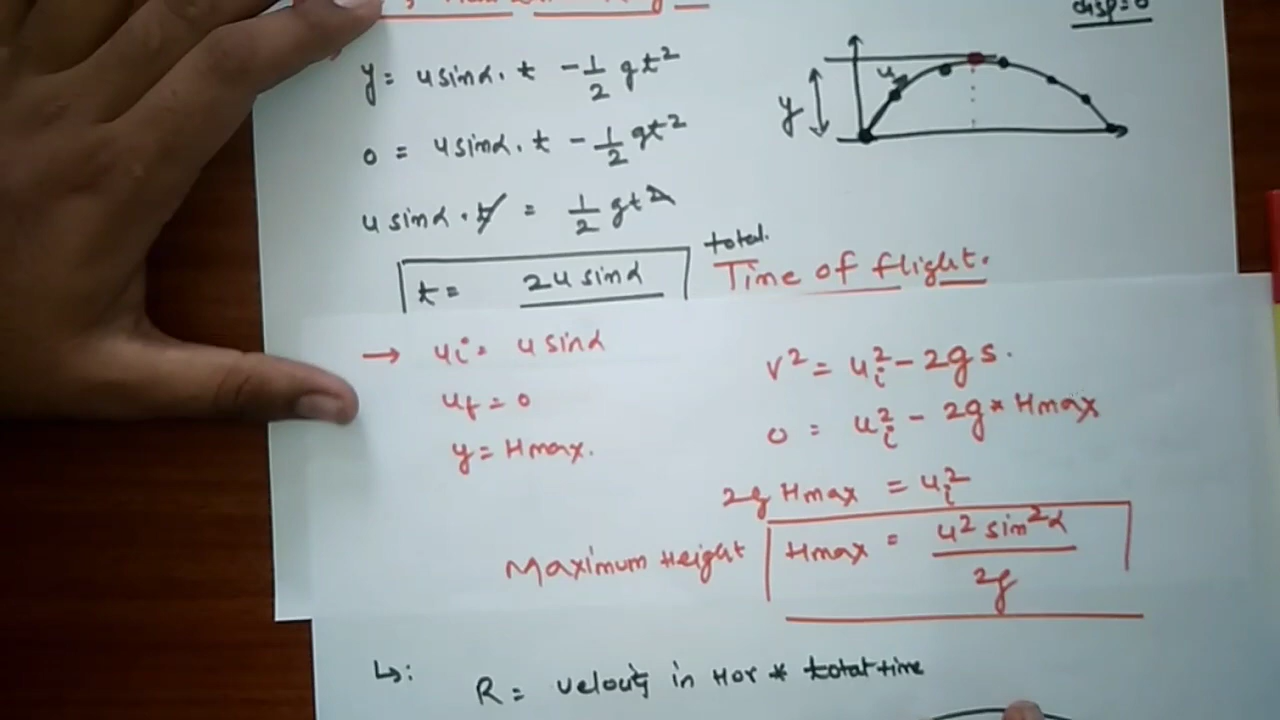 disp=0
y = u sinα. t - 1/2 gt²
u
y
0 = u sinα. t - 1/2 gt²
u sinα . t = 1/2 gt²
total.
t = 2u sinα
Time of flight.
→ ui = u sinα
v² = ui² - 2gs.
uf = 0
0 = ui² - 2g * Hmax
y = Hmax.
2g Hmax = ui²
Maximum Height Hmax = u² sin²α / 2g
↳:
R = velocity in Hor * total time